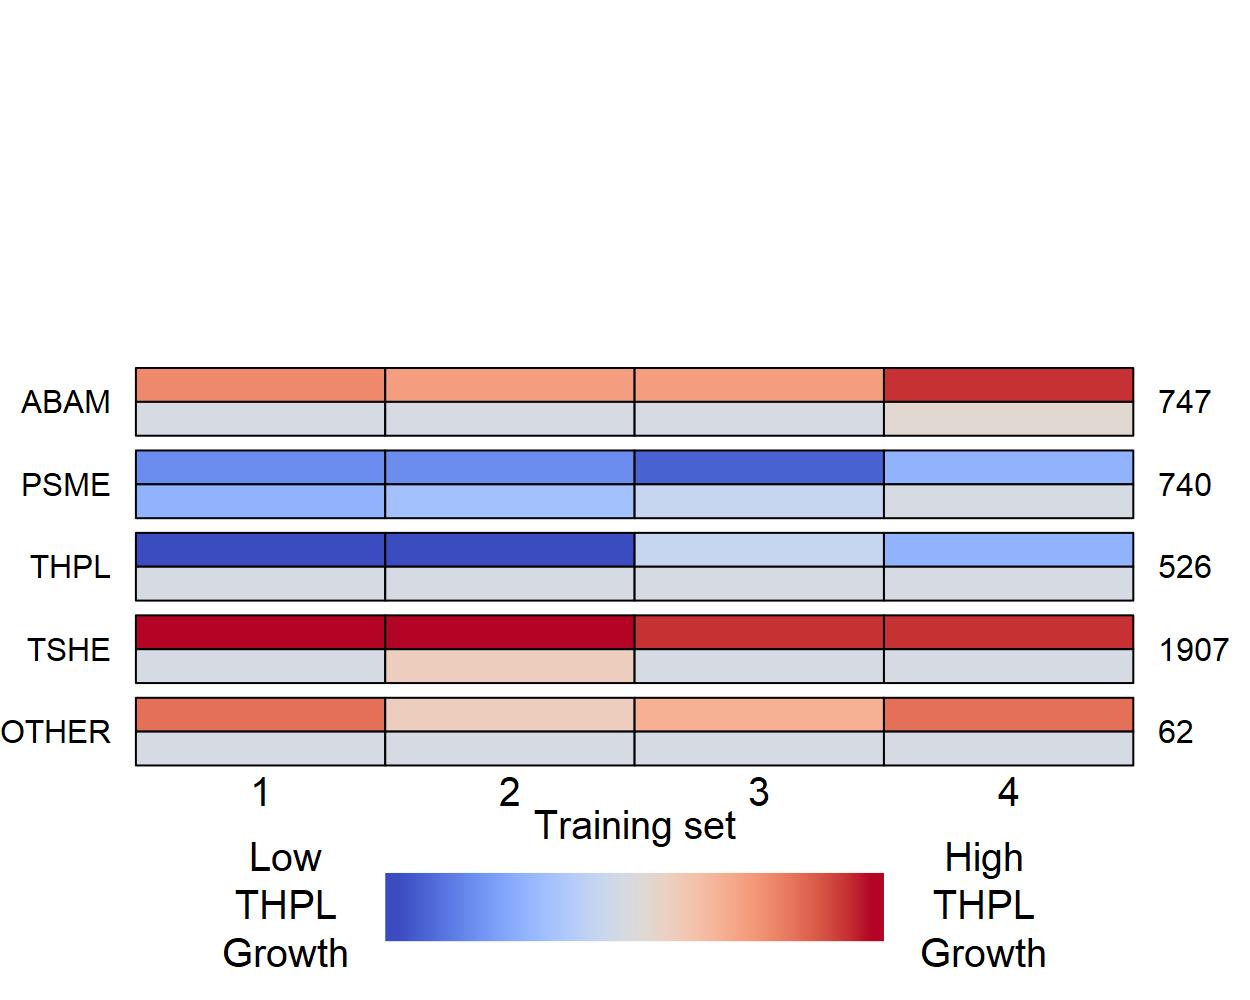 ABAM 747
PSME 740
THPL 526
TSHE 1907
OTHER 62
1 2 3 4
Training set
Low
THPL
Growth
High
THPL
Growth